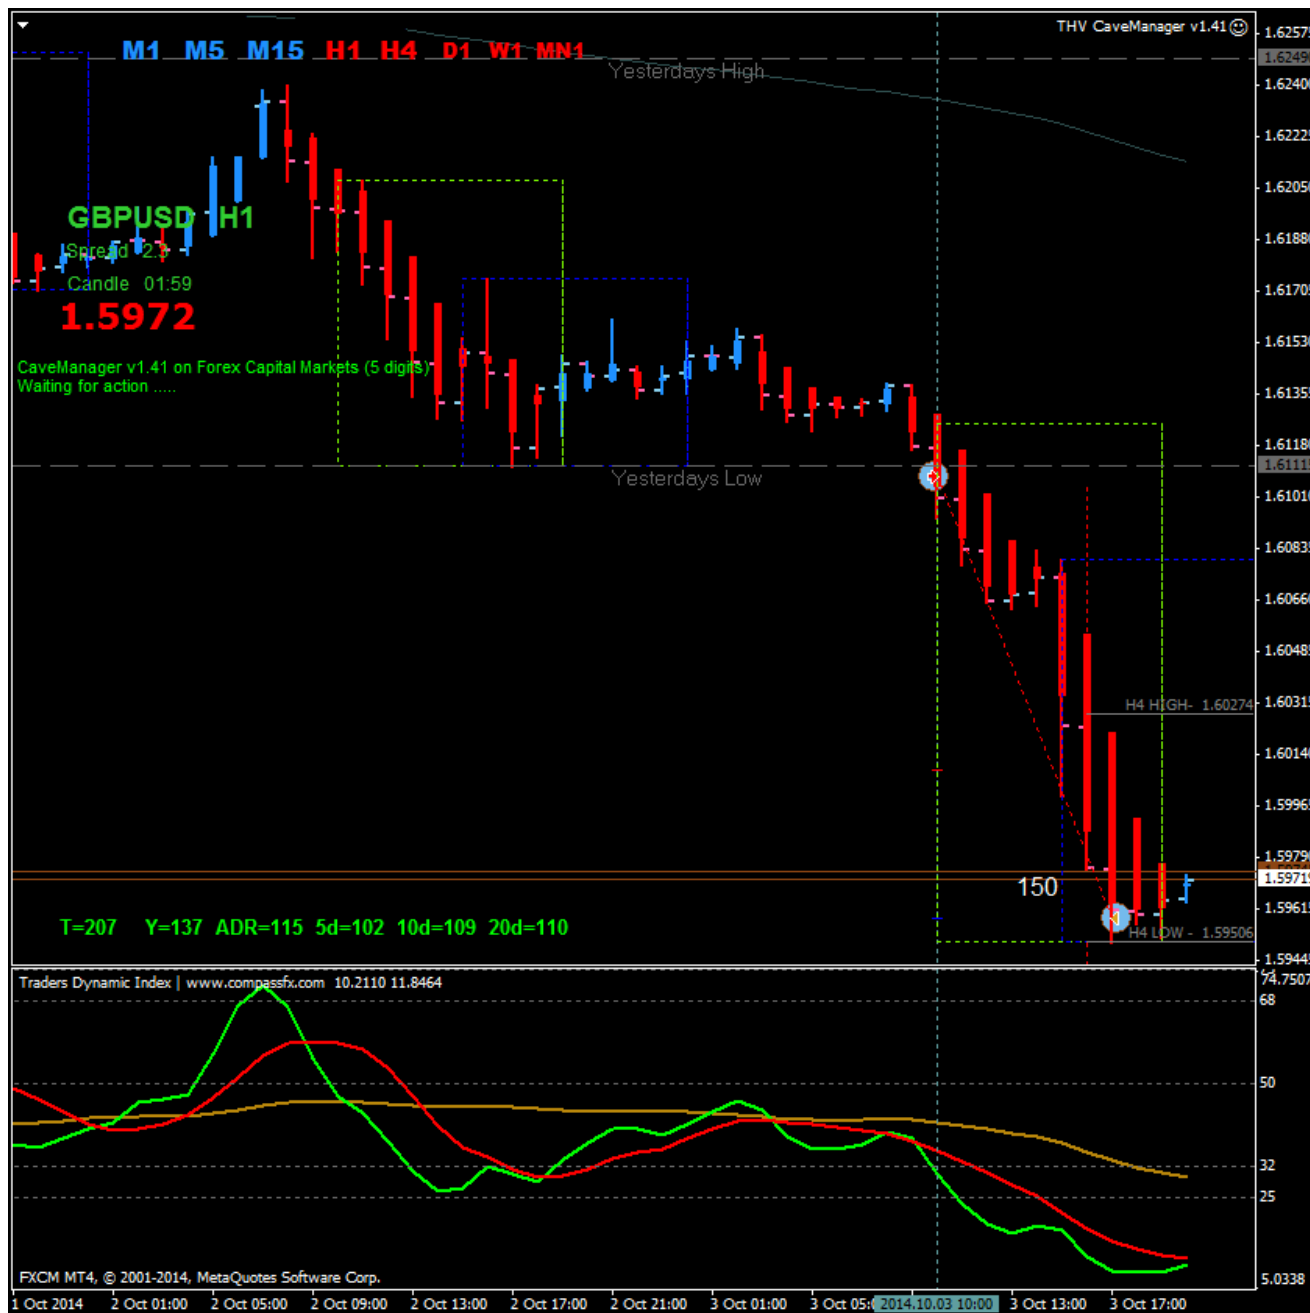 THV CaveManager v1.41
M1 M5 M15 H1 H4 D1 W1 MN1
Yesterdays High
GBPUSD H1
Spread 2.3
Candle 01:59
1.5972
CaveManager v1.41 on Forex Capital Markets (5 digits)
Waiting for action .....
Yesterdays Low
H4 HIGH- 1.60274
150
H4 LOW - 1.59506
T=207 Y=137 ADR=115 5d=102 10d=109 20d=110
1.62575
1.62400
1.62225
1.62050
1.61880
1.61705
1.61530
1.61355
1.61180
1.61115
1.61010
1.60835
1.60660
1.60485
1.60315
1.60140
1.59965
1.59790
1.59719
1.59615
1.59445
Traders Dynamic Index | www.compassfx.com 10.2110 11.8464
74.7507
68
50
32
25
5.0338
FXCM MT4, © 2001-2014, MetaQuotes Software Corp.
1 Oct 2014 2 Oct 01:00 2 Oct 05:00 2 Oct 09:00 2 Oct 13:00 2 Oct 17:00 2 Oct 21:00 3 Oct 01:00 3 Oct 2014.10.03 10:00 3 Oct 13:00 3 Oct 17:00